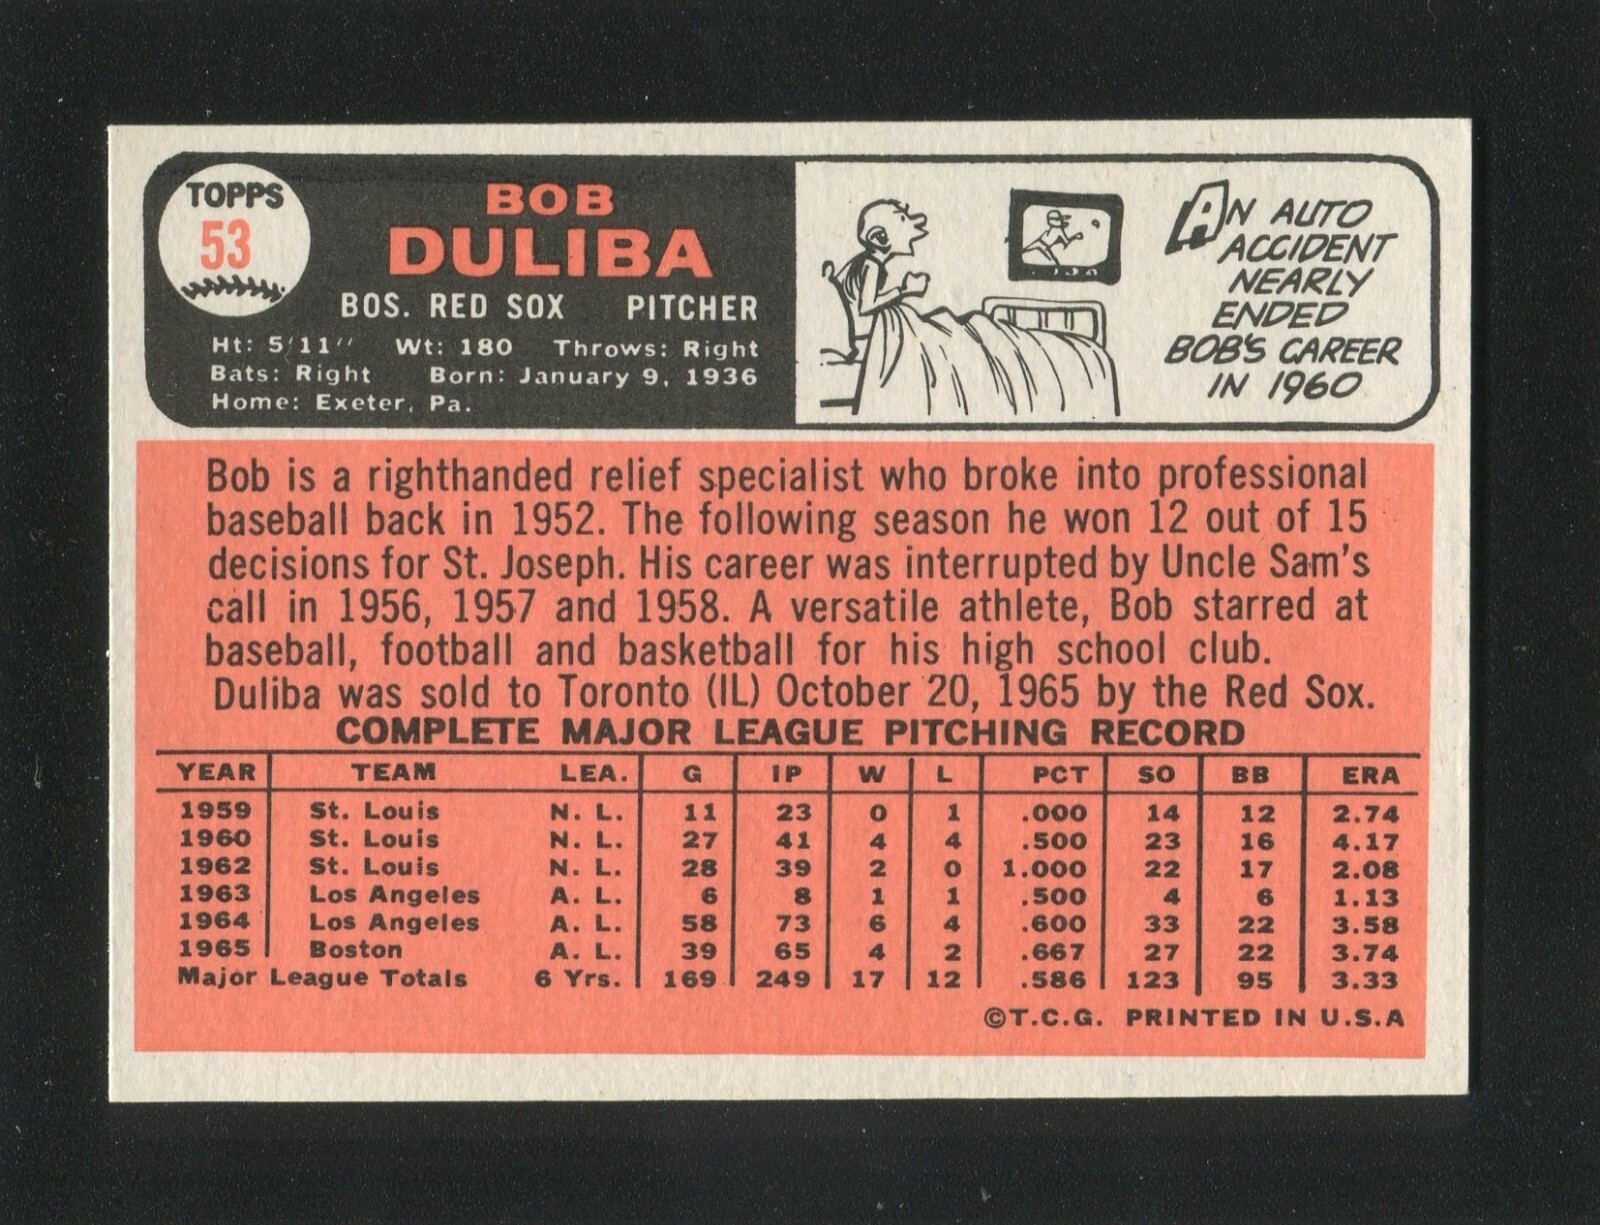 TOPPS
53
BOB
DULIBA
BOS. RED SOX PITCHER
Ht: 5'11" Wt: 180 Throws: Right
Bats: Right Born: January 9, 1936
Home: Exeter, Pa.
AN AUTO
ACCIDENT
NEARLY
ENDED
BOB'S CAREER
IN 1960
Bob is a righthanded relief specialist who broke into professional
baseball back in 1952. The following season he won 12 out of 15
decisions for St. Joseph. His career was interrupted by Uncle Sam's
call in 1956, 1957 and 1958. A versatile athlete, Bob starred at
baseball, football and basketball for his high school club.
Duliba was sold to Toronto (IL) October 20, 1965 by the Red Sox.
COMPLETE MAJOR LEAGUE PITCHING RECORD
YEAR TEAM LEA. G IP W L PCT SO BB ERA
1959 St. Louis N. L. 11 23 0 1 .000 14 12 2.74
1960 St. Louis N. L. 27 41 4 4 .500 23 16 4.17
1962 St. Louis N. L. 28 39 2 0 1.000 22 17 2.08
1963 Los Angeles A. L. 6 8 1 1 .500 4 6 1.13
1964 Los Angeles A. L. 58 73 6 4 .600 33 22 3.58
1965 Boston A. L. 39 65 4 2 .667 27 22 3.74
Major League Totals 6 Yrs. 169 249 17 12 .586 123 95 3.33
©T.C.G. PRINTED IN U.S.A